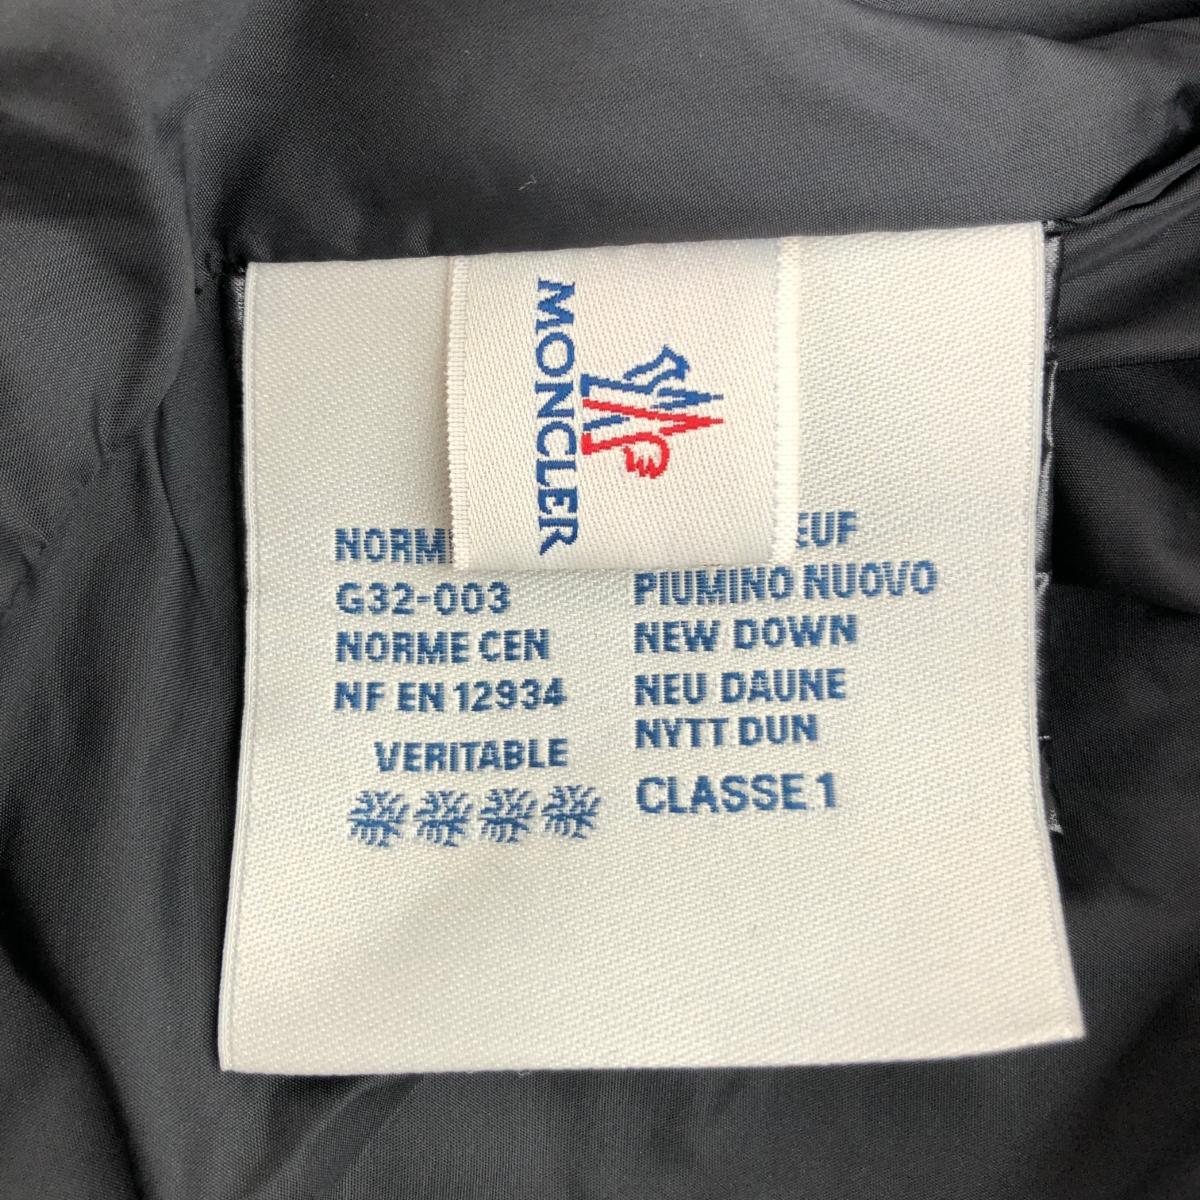 MONCLER
NORM
G32-003
NORME CEN
NF EN 12934
VERITABLE
EUF
PIUMINO NUOVO
NEW DOWN
NEU DAUNE
NYTT DUN
CLASSE 1